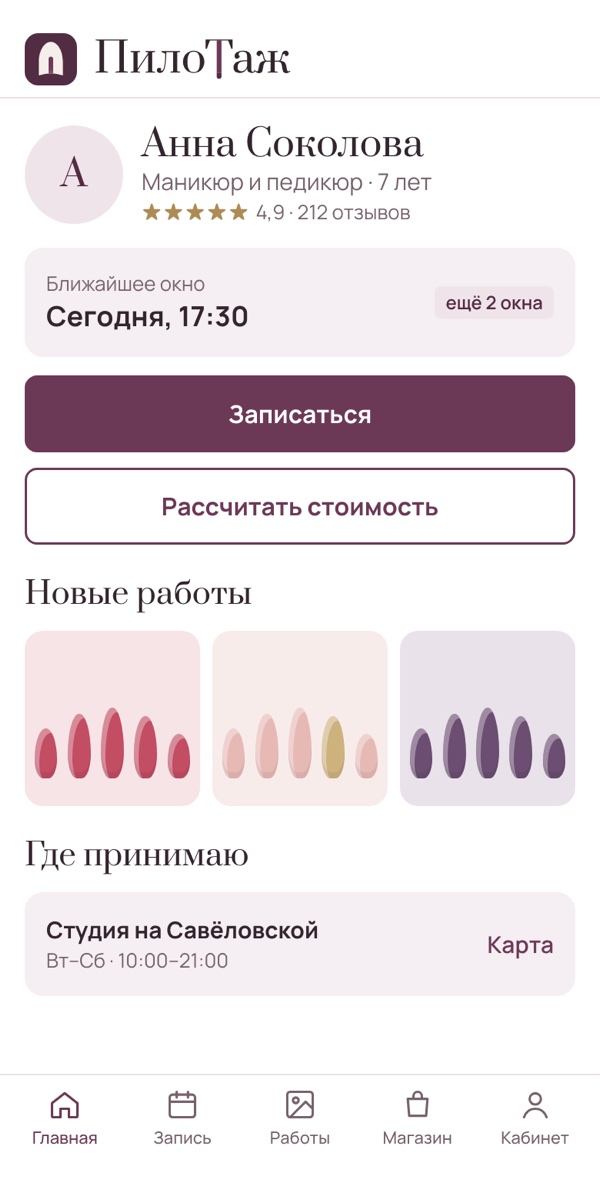 ПилоТаж
А
Анна Соколова
Маникюр и педикюр · 7 лет
4,9 · 212 отзывов
Ближайшее окно
Сегодня, 17:30
ещё 2 окна
Записаться
Рассчитать стоимость
Новые работы
Где принимаю
Студия на Савёловской
Вт–Сб · 10:00–21:00
Карта
Главная
Запись
Работы
Магазин
Кабинет